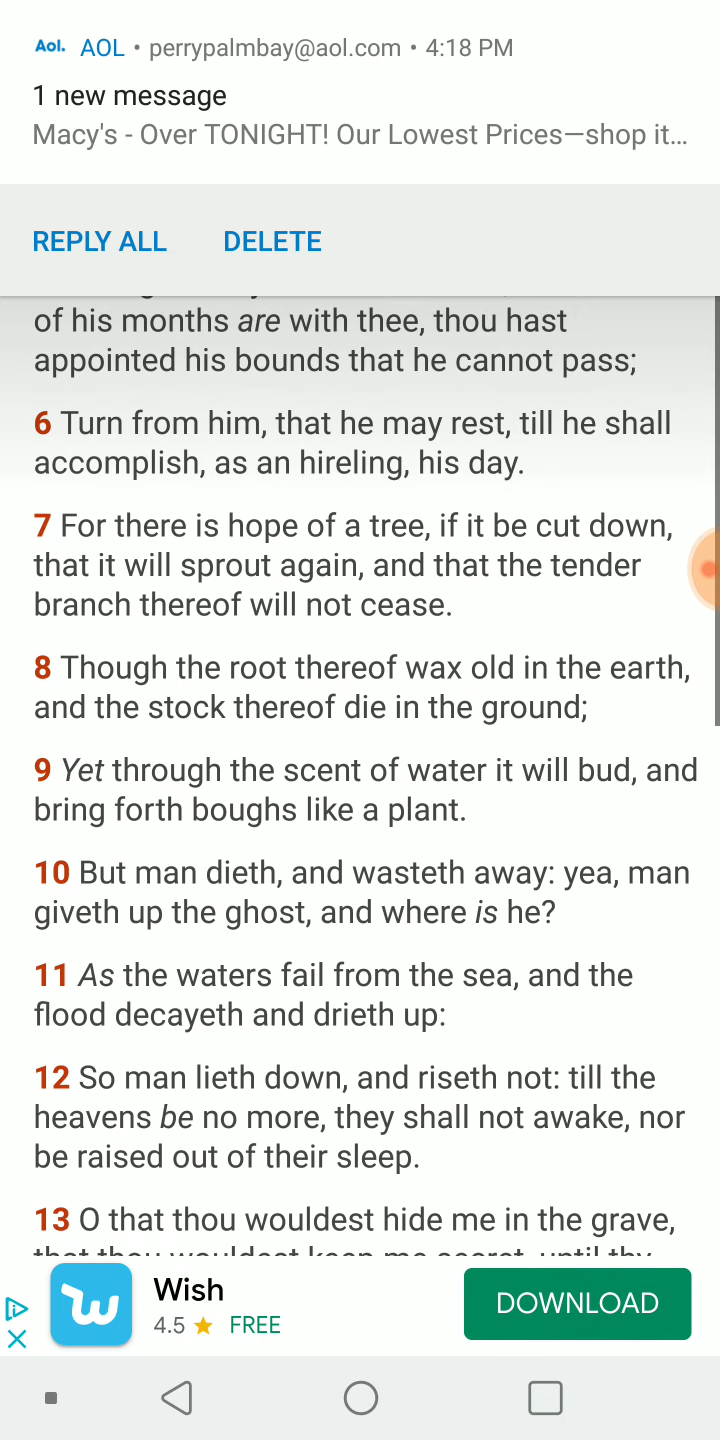 Aol. AOL • perrypalmbay@aol.com • 4:18 PM
1 new message
Macy's - Over TONIGHT! Our Lowest Prices—shop it...
REPLY ALL DELETE
of his months are with thee, thou hast
appointed his bounds that he cannot pass;
6 Turn from him, that he may rest, till he shall
accomplish, as an hireling, his day.
7 For there is hope of a tree, if it be cut down,
that it will sprout again, and that the tender
branch thereof will not cease.
8 Though the root thereof wax old in the earth,
and the stock thereof die in the ground;
9 Yet through the scent of water it will bud, and
bring forth boughs like a plant.
10 But man dieth, and wasteth away: yea, man
giveth up the ghost, and where is he?
11 As the waters fail from the sea, and the
flood decayeth and drieth up:
12 So man lieth down, and riseth not: till the
heavens be no more, they shall not awake, nor
be raised out of their sleep.
13 O that thou wouldest hide me in the grave,
that thou wouldest keep me secret, until thy
Wish
4.5 ★ FREE
DOWNLOAD